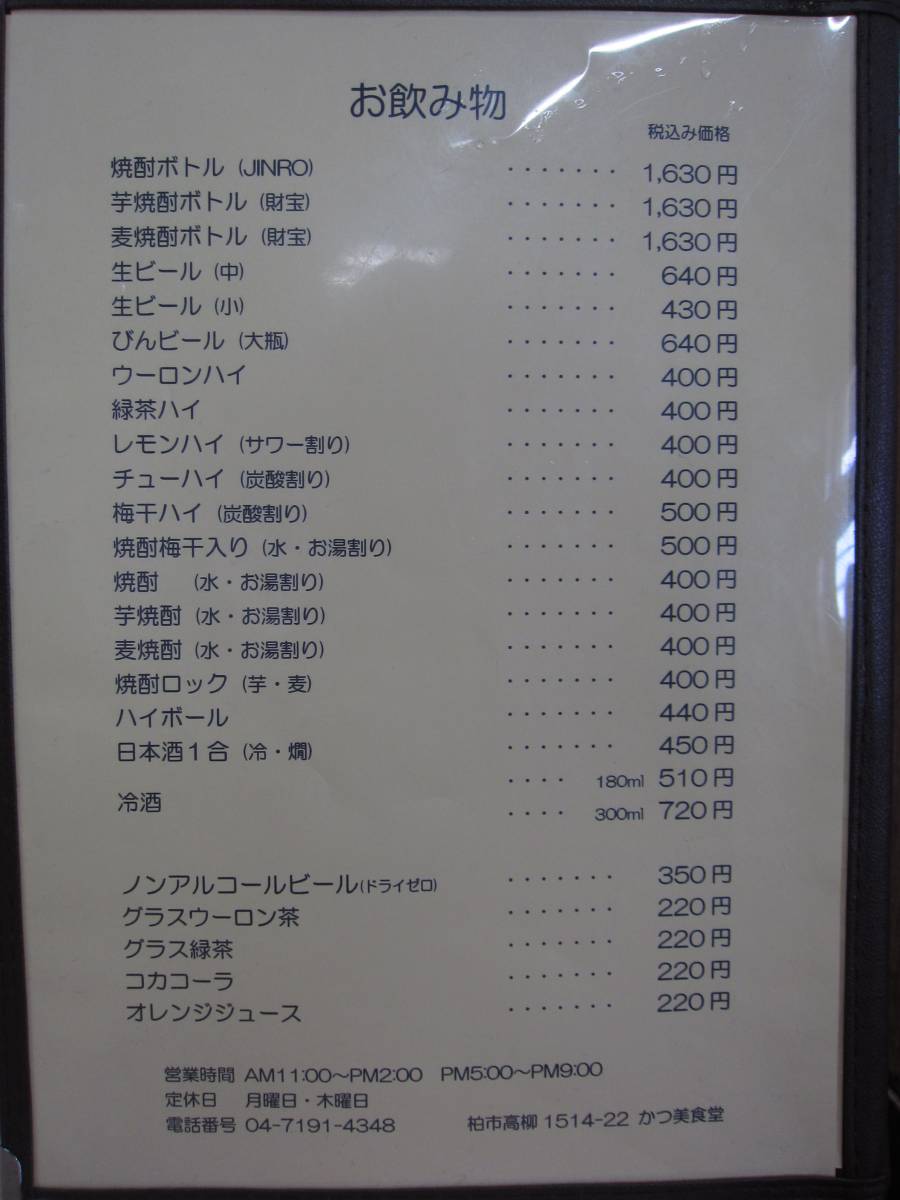 お飲み物
税込み価格
焼酎ボトル (JINRO) ・・・・・・・ 1,630円
芋焼酎ボトル (財宝) ・・・・・・・ 1,630円
麦焼酎ボトル (財宝) ・・・・・・・ 1,630円
生ビール (中) ・・・・・・・ 640円
生ビール (小) ・・・・・・・ 430円
びんビール (大瓶) ・・・・・・・ 640円
ウーロンハイ ・・・・・・・ 400円
緑茶ハイ ・・・・・・・ 400円
レモンハイ (サワー割り) ・・・・・・・ 400円
チューハイ (炭酸割り) ・・・・・・・ 400円
梅干ハイ (炭酸割り) ・・・・・・・ 500円
焼酎梅干入り (水・お湯割り) ・・・・・・・ 500円
焼酎 (水・お湯割り) ・・・・・・・ 400円
芋焼酎 (水・お湯割り) ・・・・・・・ 400円
麦焼酎 (水・お湯割り) ・・・・・・・ 400円
焼酎ロック (芋・麦) ・・・・・・・ 400円
ハイボール ・・・・・・・ 440円
日本酒1合 (冷・燗) ・・・・・・・ 450円
冷酒 ・・・・ 180ml 510円
・・・・ 300ml 720円
ノンアルコールビール(ドライゼロ) ・・・・・・・ 350円
グラスウーロン茶 ・・・・・・・ 220円
グラス緑茶 ・・・・・・・ 220円
コカコーラ ・・・・・・・ 220円
オレンジジュース ・・・・・・・ 220円
営業時間 AM11:00～PM2:00 PM5:00～PM9:00
定休日 月曜日・木曜日
電話番号 04-7191-4348 柏市高柳1514-22 かつ美食堂